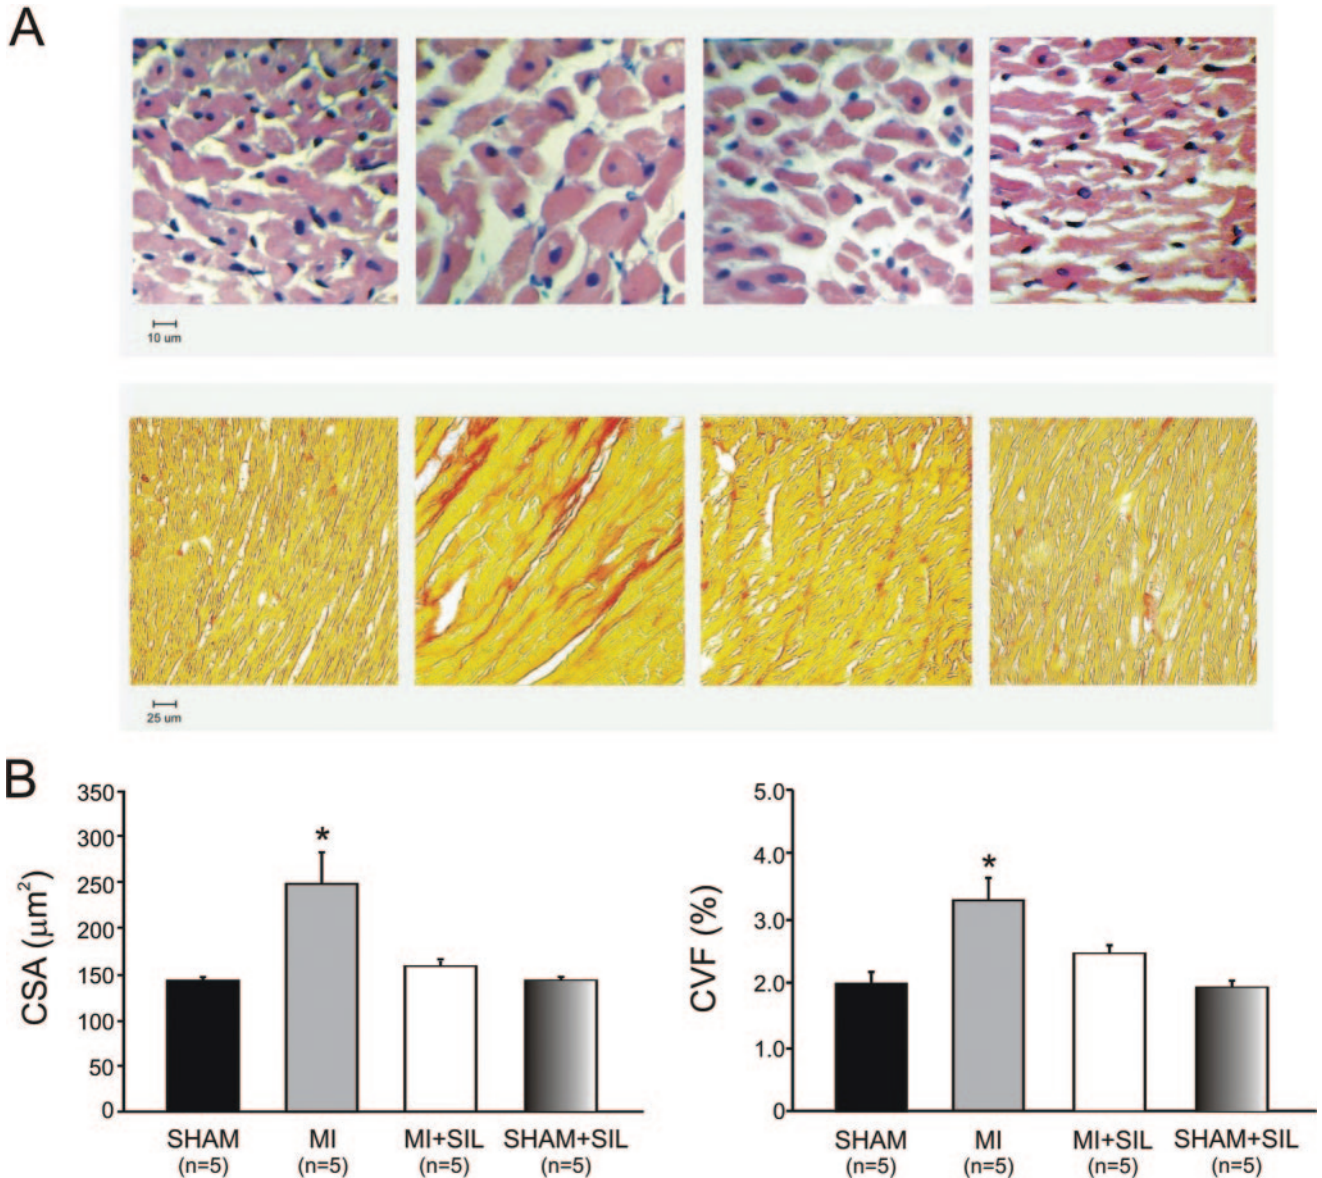 A
10 um
25 um
B
CSA (μm²)
350
300
250
200
150
100
50
0
*
SHAM
(n=5)
MI
(n=5)
MI+SIL
(n=5)
SHAM+SIL
(n=5)
CVF (%)
5.0
4.0
3.0
2.0
1.0
0
*
SHAM
(n=5)
MI
(n=5)
MI+SIL
(n=5)
SHAM+SIL
(n=5)